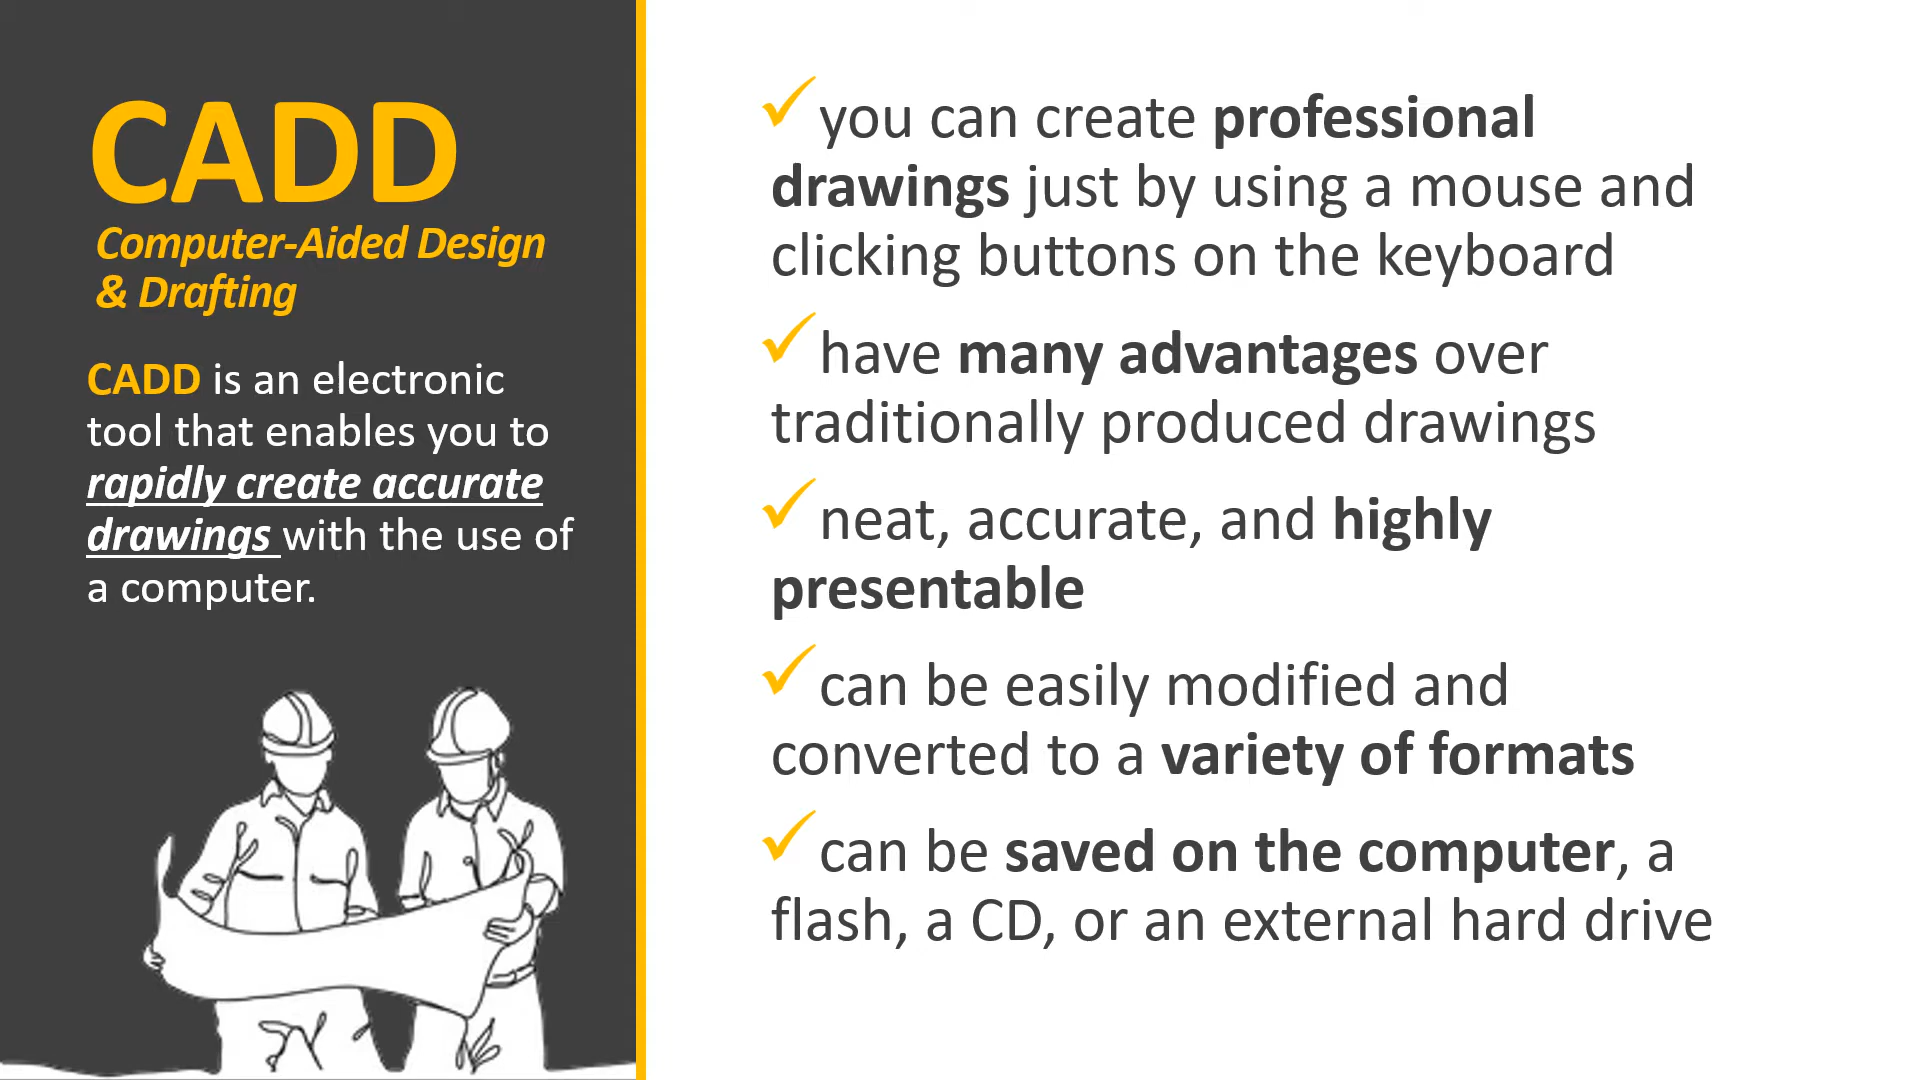 CADD
Computer-Aided Design
& Drafting
CADD is an electronic
tool that enables you to
rapidly create accurate
drawings with the use of
a computer.
✓you can create professional
drawings just by using a mouse and
clicking buttons on the keyboard
✓have many advantages over
traditionally produced drawings
✓neat, accurate, and highly
presentable
✓can be easily modified and
converted to a variety of formats
✓can be saved on the computer, a
flash, a CD, or an external hard drive